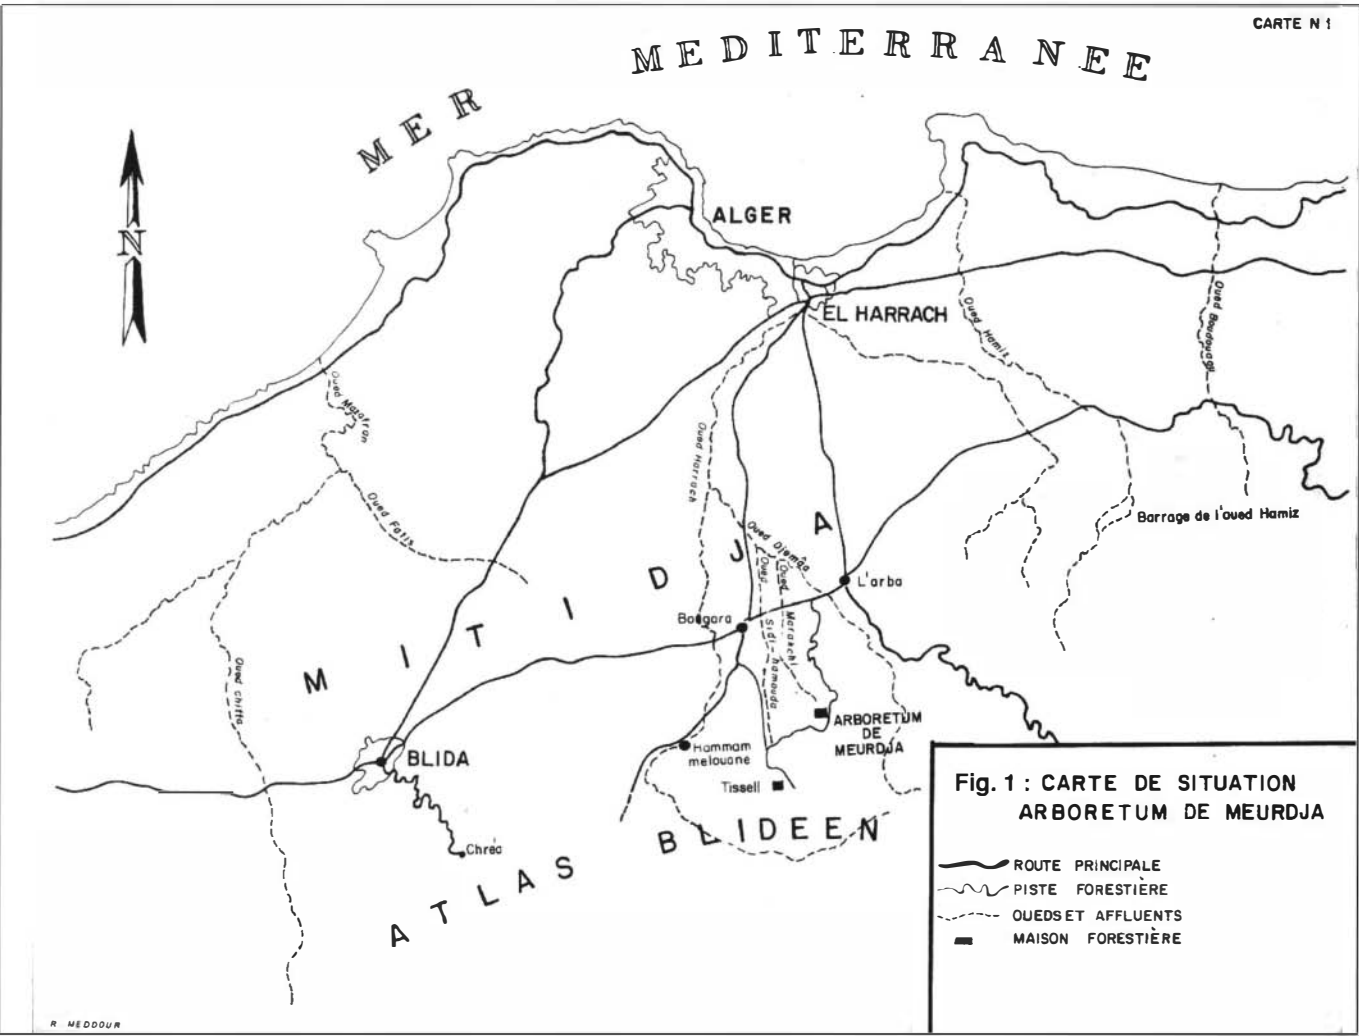 CARTE N 1
MER MEDITERRANEE
N
ALGER
EL HARRACH
Oued Hamiz
Oued Boudouaou
Oued Mazafran
Oued Harrach
Oued Fatis
Barrage de l'oued Hamiz
Oued Djemâa
MITIDJA
L'arba
Bougara
Oued Sidi-hamouda
Oued Marakchi
Oued chiffa
ARBORETUM
DE
MEURDJA
Hammam
melouane
BLIDA
Tissell
Chréa
ATLAS BLIDEEN
Fig. 1 : CARTE DE SITUATION
ARBORETUM DE MEURDJA
ROUTE PRINCIPALE
PISTE FORESTIÈRE
OUEDS ET AFFLUENTS
MAISON FORESTIÈRE
R MEDDOUR